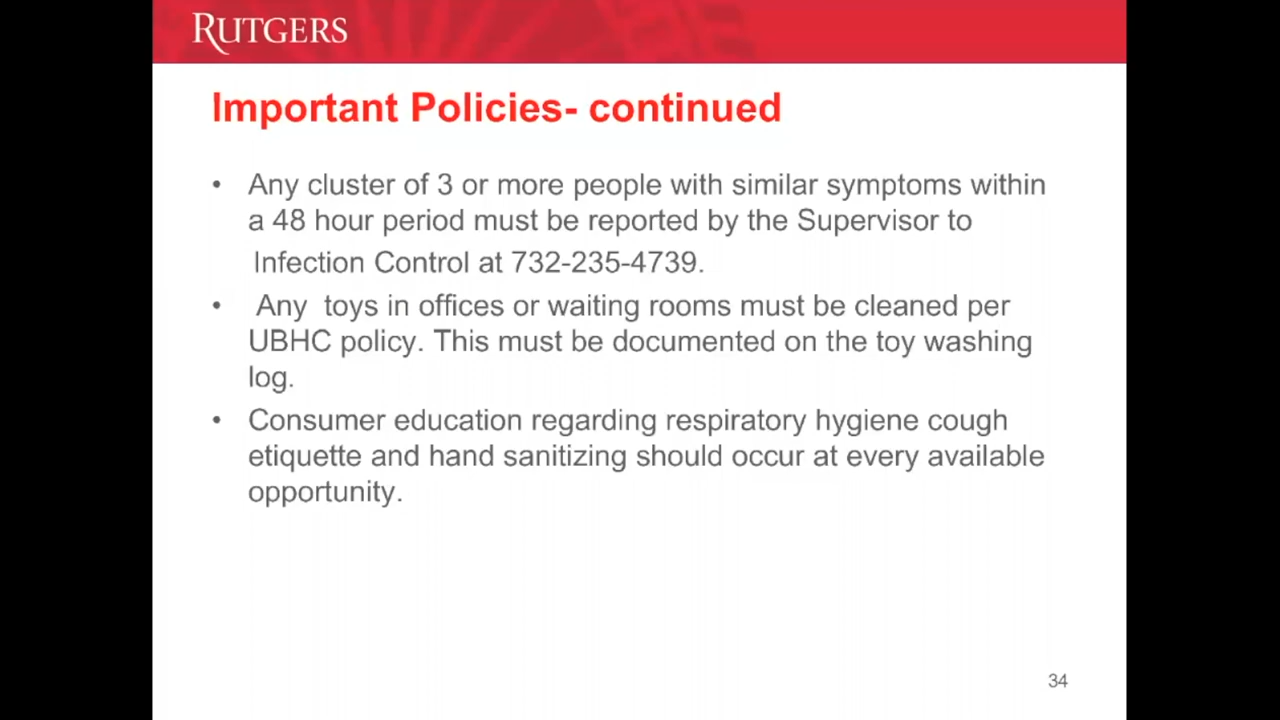 RUTGERS
Important Policies- continued
• Any cluster of 3 or more people with similar symptoms within
a 48 hour period must be reported by the Supervisor to
Infection Control at 732-235-4739.
• Any toys in offices or waiting rooms must be cleaned per
UBHC policy. This must be documented on the toy washing
log.
• Consumer education regarding respiratory hygiene cough
etiquette and hand sanitizing should occur at every available
opportunity.
34